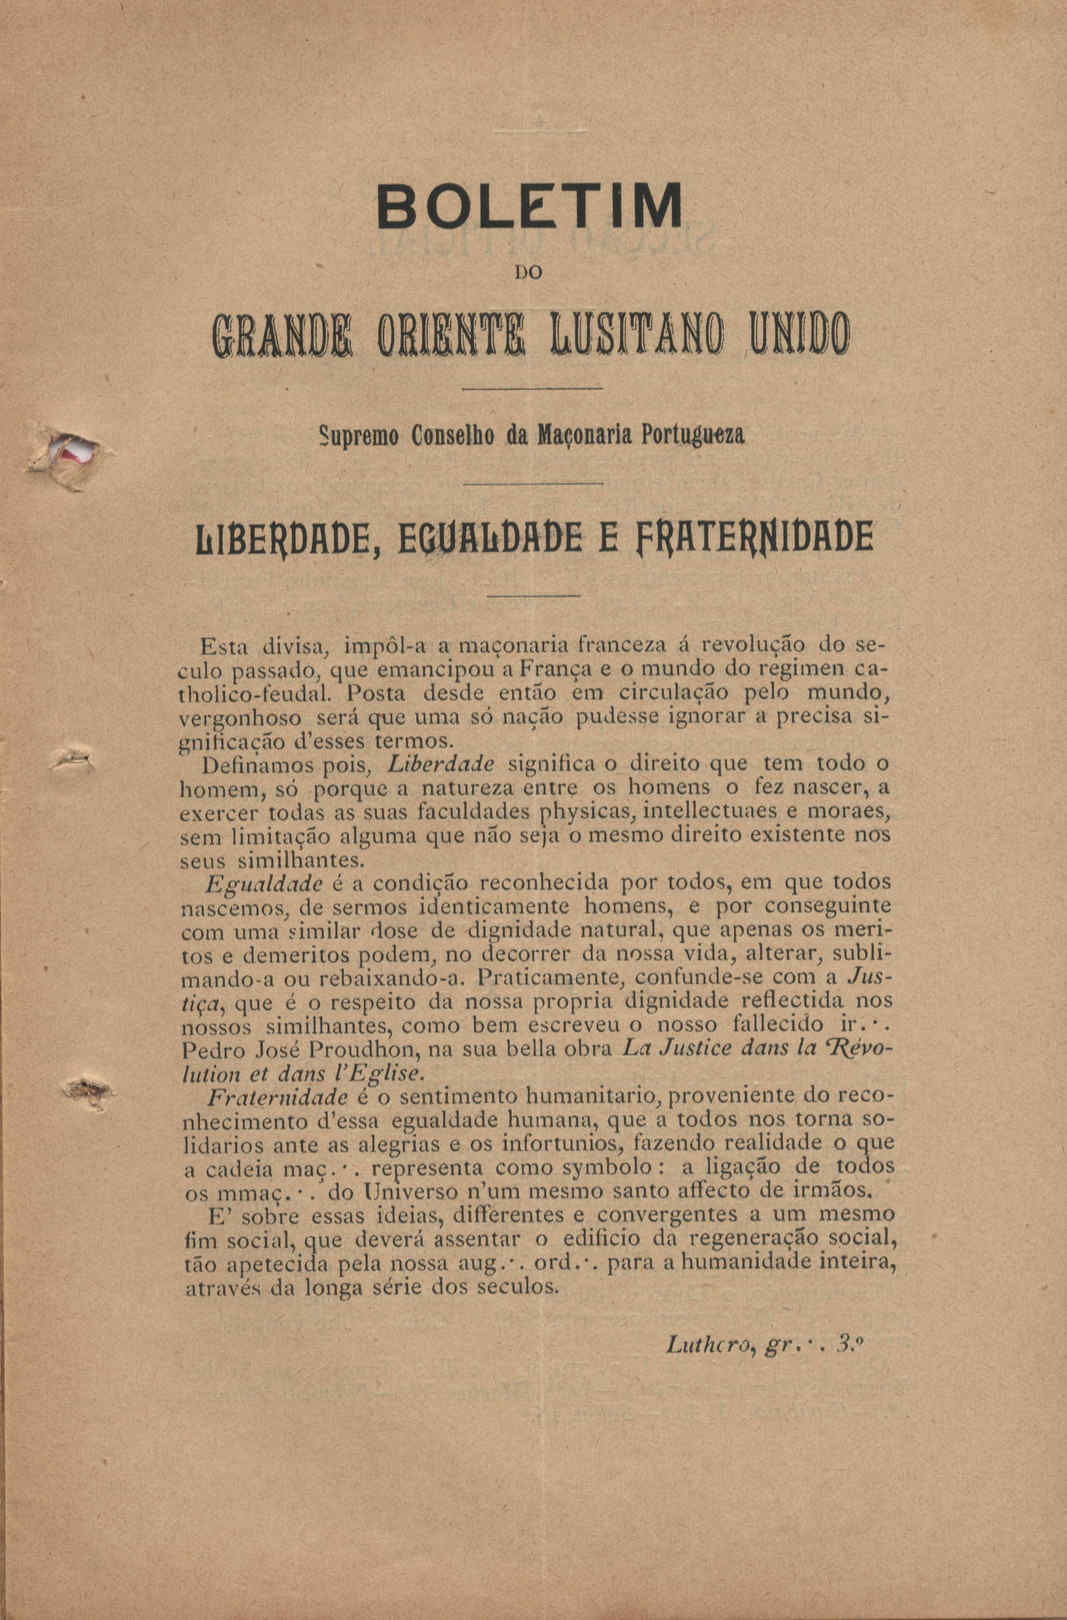 BOLETIM
DO
GRANDE ORIENTE LUSITANO UNIDO
Supremo Conselho da Maçonaria Portugueza
LIBERDADE, EGUALDADE E FRATERNIDADE
Esta divisa, impôl-a a maçonaria franceza á revolução do se-
culo passado, que emancipou a França e o mundo do regimen ca-
tholico-feudal. Posta desde então em circulação pelo mundo,
vergonhoso será que uma só nação pudesse ignorar a precisa si-
gnificação d'esses termos.
Definamos pois, Liberdade significa o direito que tem todo o
homem, só porque a natureza entre os homens o fez nascer, a
exercer todas as suas faculdades physicas, intellectuaes e moraes,
sem limitação alguma que não seja o mesmo direito existente nos
seus similhantes.
Egualdade é a condição reconhecida por todos, em que todos
nascemos, de sermos identicamente homens, e por conseguinte
com uma similar dose de dignidade natural, que apenas os meri-
tos e demeritos podem, no decorrer da nossa vida, alterar, subli-
mando-a ou rebaixando-a. Praticamente, confunde-se com a Jus-
tiça, que é o respeito da nossa propria dignidade reflectida nos
nossos similhantes, como bem escreveu o nosso fallecido ir.·.
Pedro José Proudhon, na sua bella obra La Justice dans la Révo-
lution et dans l'Eglise.
Fraternidade é o sentimento humanitario, proveniente do reco-
nhecimento d'essa egualdade humana, que a todos nos torna so-
lidarios ante as alegrias e os infortunios, fazendo realidade o que
a cadeia maç.·. representa como symbolo: a ligação de todos
os mmaç.·. do Universo n'um mesmo santo affecto de irmãos.
E' sobre essas ideias, differentes e convergentes a um mesmo
fim social, que deverá assentar o edificio da regeneração social,
tão apetecida pela nossa aug.·. ord.·. para a humanidade inteira,
através da longa série dos seculos.
Luthero, gr.·. 3.º